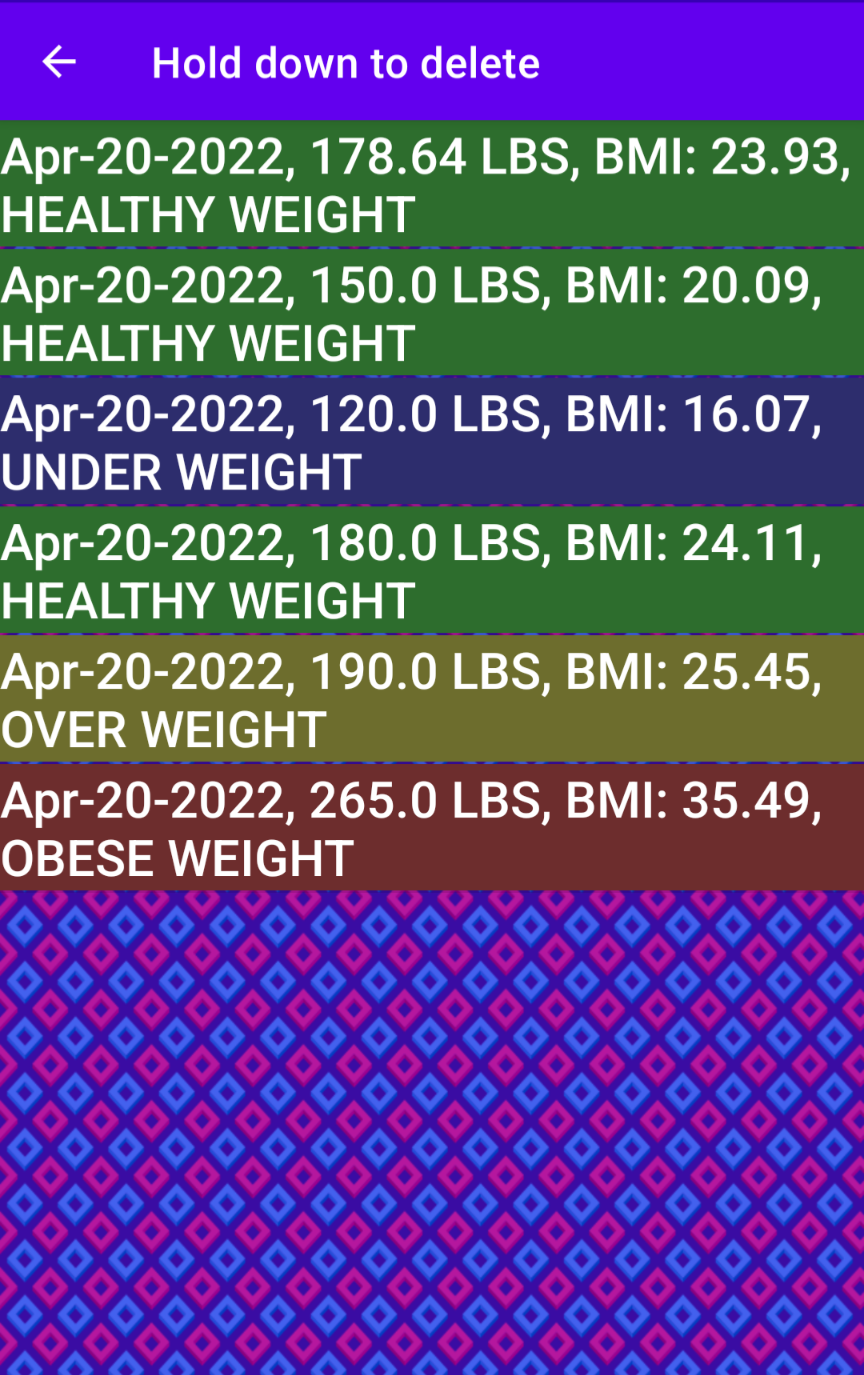 Hold down to delete
Apr-20-2022, 178.64 LBS, BMI: 23.93,
HEALTHY WEIGHT
Apr-20-2022, 150.0 LBS, BMI: 20.09,
HEALTHY WEIGHT
Apr-20-2022, 120.0 LBS, BMI: 16.07,
UNDER WEIGHT
Apr-20-2022, 180.0 LBS, BMI: 24.11,
HEALTHY WEIGHT
Apr-20-2022, 190.0 LBS, BMI: 25.45,
OVER WEIGHT
Apr-20-2022, 265.0 LBS, BMI: 35.49,
OBESE WEIGHT